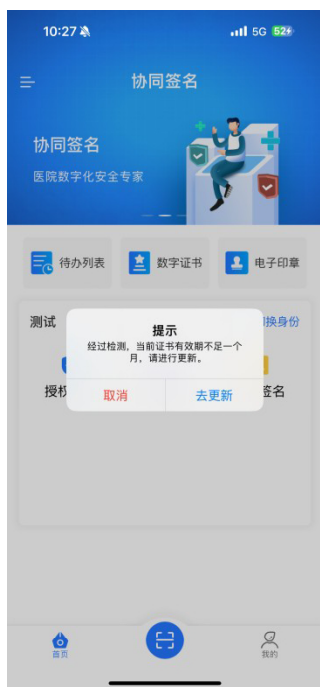 10:27
5G 52
协同签名
协同签名
医院数字化安全专家
待办列表
数字证书
电子印章
测试
换身份
提示
经过检测，当前证书有效期不足一个
月，请进行更新。
授权
签名
取消
去更新
首页
我的